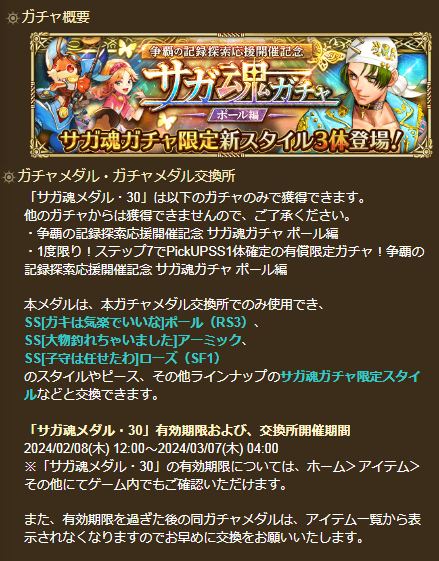 ガチャ概要
争覇の記録探索応援開催記念
サガ魂ガチャ
ポール編
サガ魂ガチャ限定新スタイル3体登場!
ガチャメダル・ガチャメダル交換所
「サガ魂メダル・30」は以下のガチャのみで獲得できます。
他のガチャからは獲得できませんので、ご了承ください。
・争覇の記録探索応援開催記念 サガ魂ガチャ ポール編
・1度限り!ステップ7でPickUPSS1体確定の有償限定ガチャ!争覇の
記録探索応援開催記念 サガ魂ガチャ ポール編
本メダルは、本ガチャメダル交換所でのみ使用でき、
SS[ガキは気楽でいいな]ポール(RS3)、
SS[大物釣れちゃいました]アーミック、
SS[子守は任せたわ]ローズ(SF1)
のスタイルやピース、その他ラインナップのサガ魂ガチャ限定スタイ
ルなどと交換できます。
「サガ魂メダル・30」有効期限および、交換所開催期間
2024/02/08(木) 12:00~2024/03/07(木) 04:00
※「サガ魂メダル・30」の有効期限については、ホーム>アイテム>
その他にてゲーム内でもご確認いただけます。
また、有効期限を過ぎた後の同ガチャメダルは、アイテム一覧から表
示されなくなりますのでお早めに交換をお願いいたします。